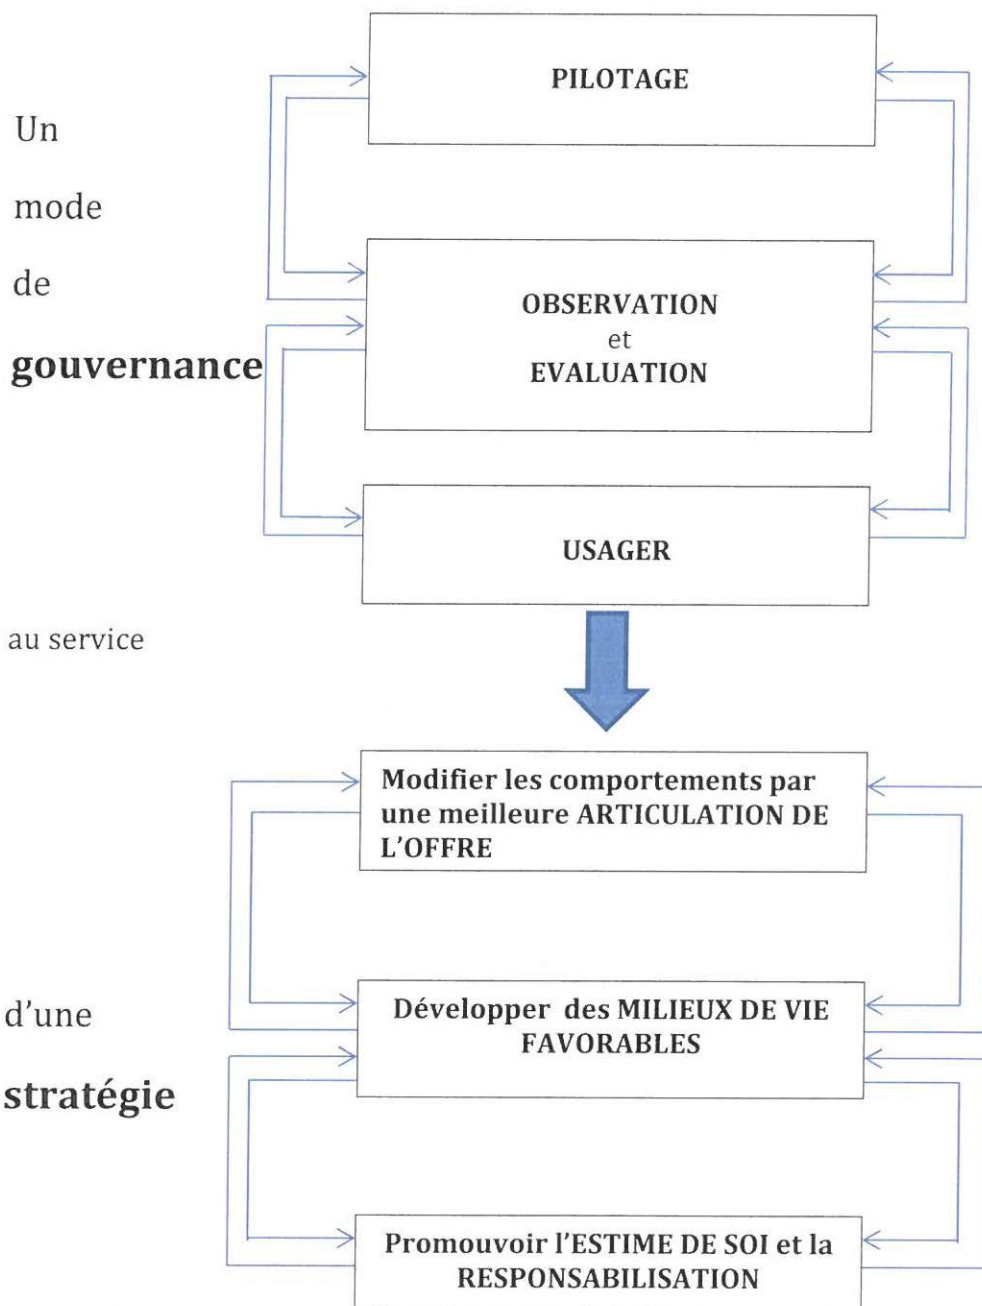 PILOTAGE
Un
mode
de
gouvernance
OBSERVATION
et
EVALUATION
USAGER
au service
Modifier les comportements par
une meilleure ARTICULATION DE
L'OFFRE
d'une
stratégie
Développer des MILIEUX DE VIE
FAVORABLES
Promouvoir l'ESTIME DE SOI et la
RESPONSABILISATION